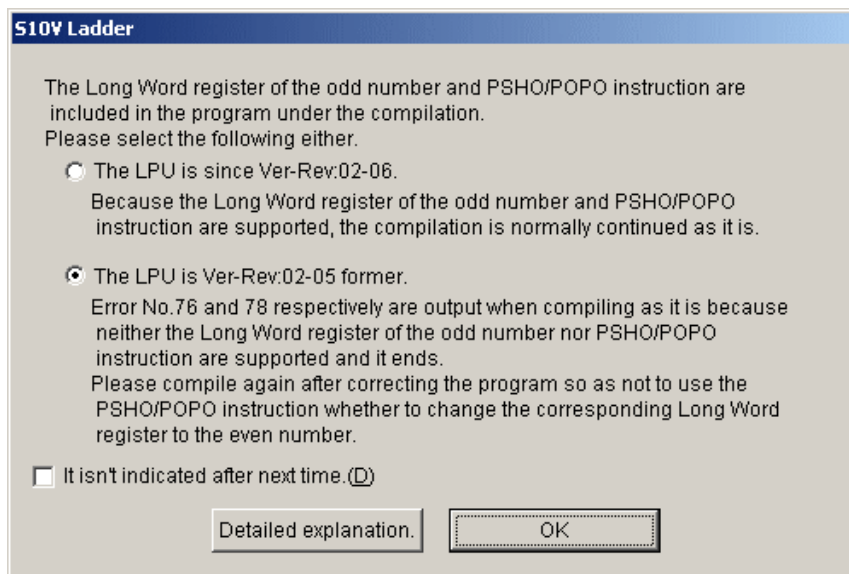 S10V Ladder
The Long Word register of the odd number and PSHO/POPO instruction are
included in the program under the compilation.
Please select the following either.
The LPU is since Ver-Rev:02-06.
Because the Long Word register of the odd number and PSHO/POPO
instruction are supported, the compilation is normally continued as it is.
The LPU is Ver-Rev:02-05 former.
Error No.76 and 78 respectively are output when compiling as it is because
neither the Long Word register of the odd number nor PSHO/POPO
instruction are supported and it ends.
Please compile again after correcting the program so as not to use the
PSHO/POPO instruction whether to change the corresponding Long Word
register to the even number.
It isn't indicated after next time.(D)
Detailed explanation.
OK